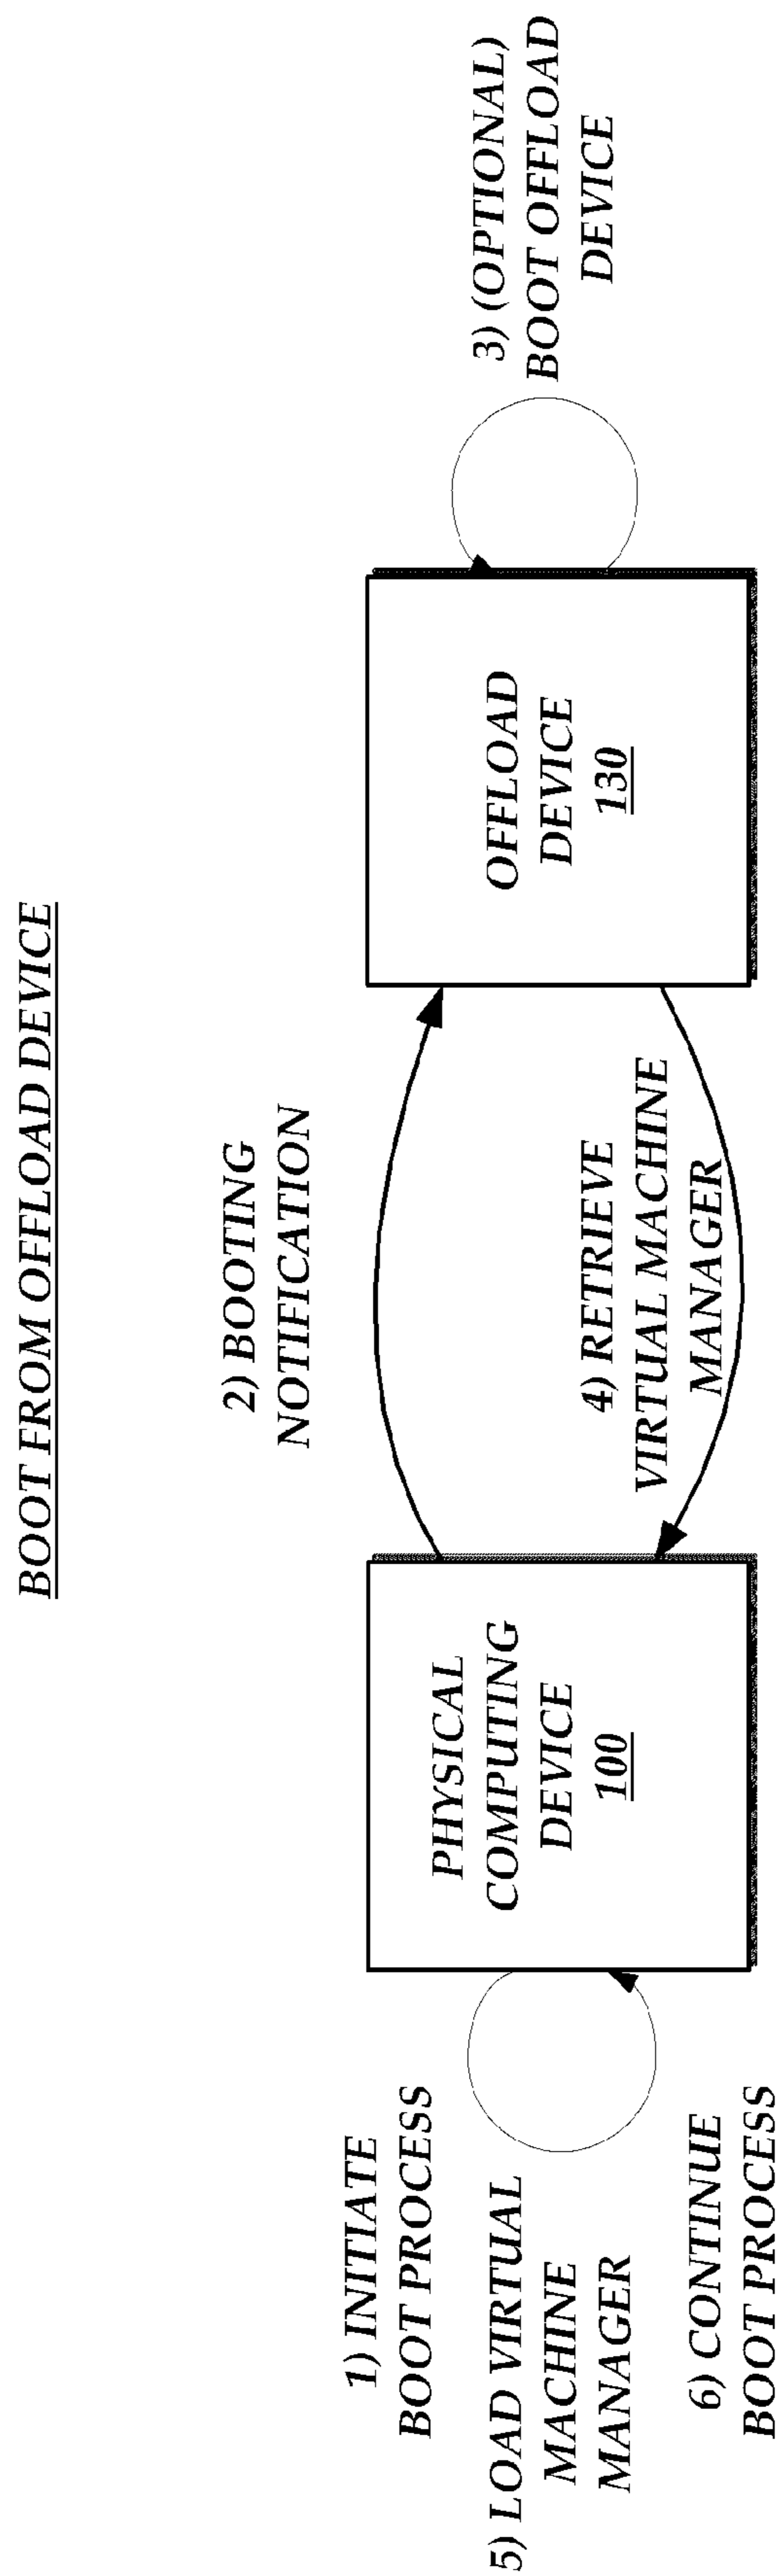 BOOT FROM OFFLOAD DEVICE
1) INITIATE
BOOT PROCESS
5) LOAD VIRTUAL
MACHINE
MANAGER
6) CONTINUE
BOOT PROCESS
PHYSICAL
COMPUTING
DEVICE
100
2) BOOTING
NOTIFICATION
4) RETRIEVE
VIRTUAL MACHINE
MANAGER
OFFLOAD
DEVICE
130
3) (OPTIONAL)
BOOT OFFLOAD
DEVICE